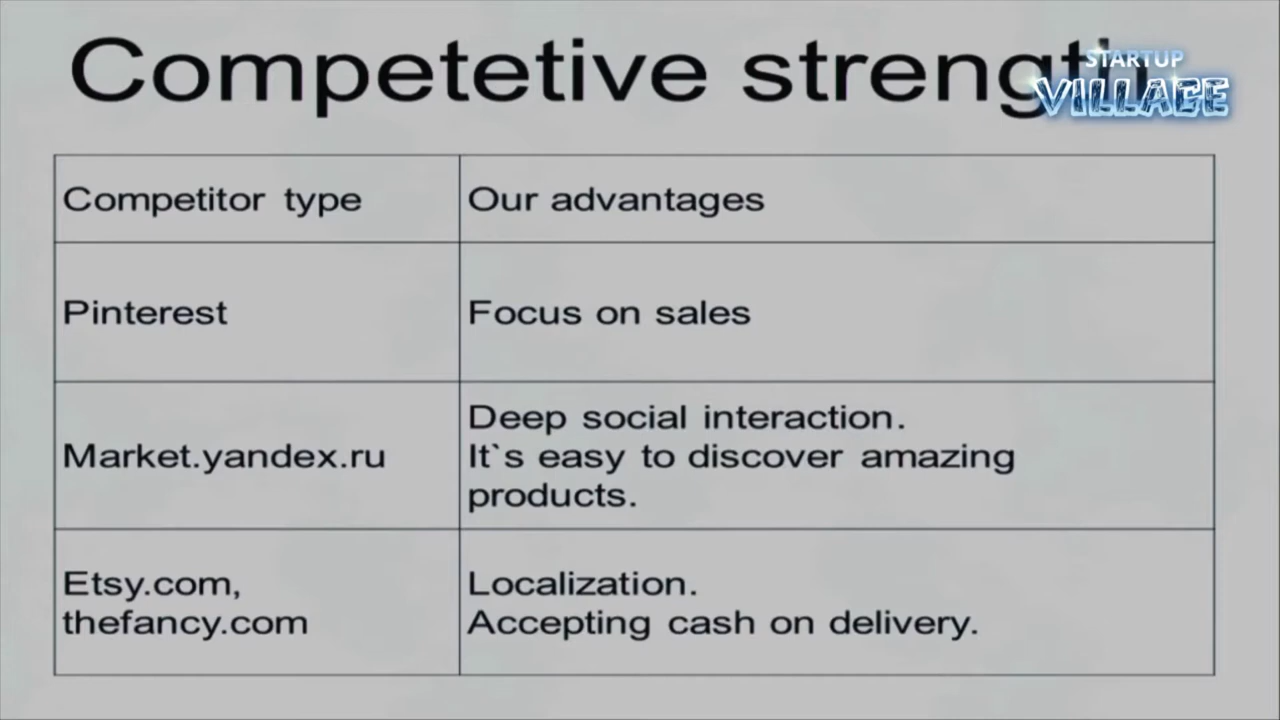 Competetive strength
STARTUP
VILLAGE
Competitor type
Our advantages
Pinterest
Focus on sales
Market.yandex.ru
Deep social interaction.
It`s easy to discover amazing
products.
Etsy.com,
thefancy.com
Localization.
Accepting cash on delivery.